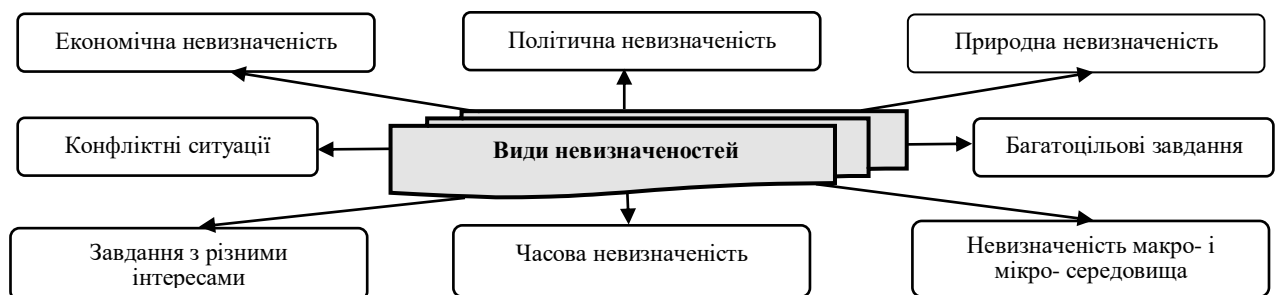 Економічна невизначеність
Політична невизначеність
Природна невизначеність
Конфліктні ситуації
Види невизначеностей
Багатоцільові завдання
Завдання з різними
інтересами
Часова невизначеність
Невизначеність макро- і
мікро- середовища